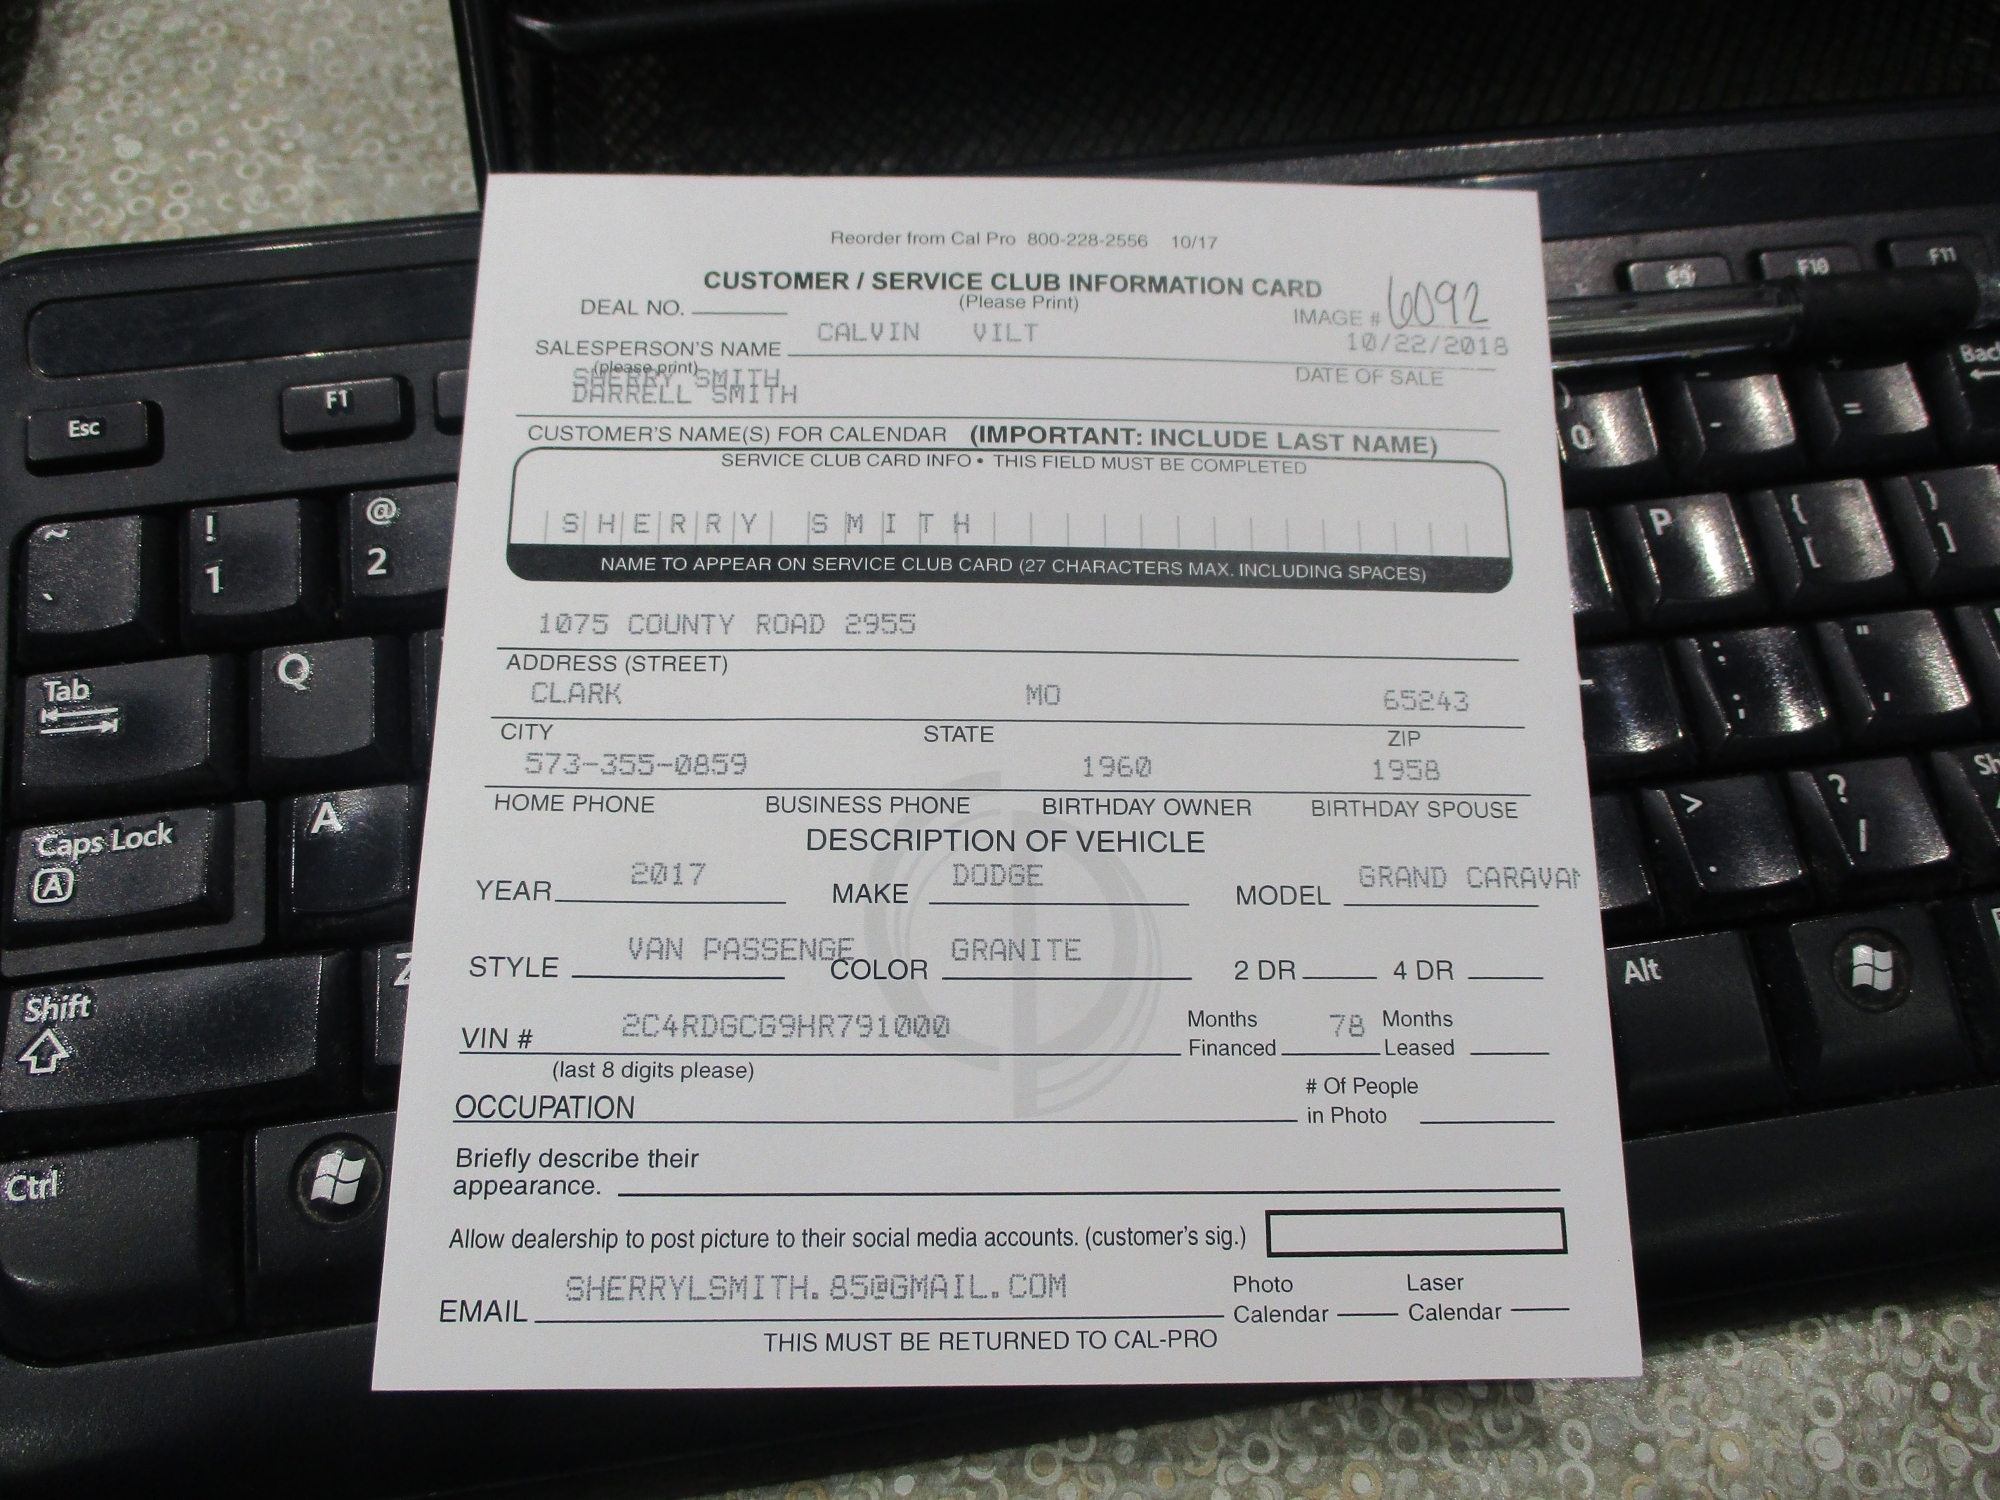 Reorder from Cal Pro 800-228-2556 10/17
CUSTOMER / SERVICE CLUB INFORMATION CARD
(Please Print)
DEAL NO.
IMAGE # 6092
CALVIN VILT
10/22/2018
SALESPERSON'S NAME
(please print)
DATE OF SALE
SHERRY SMITH
DARRELL SMITH
CUSTOMER'S NAME(S) FOR CALENDAR (IMPORTANT: INCLUDE LAST NAME)
SERVICE CLUB CARD INFO • THIS FIELD MUST BE COMPLETED
SHERRY SMITH
NAME TO APPEAR ON SERVICE CLUB CARD (27 CHARACTERS MAX. INCLUDING SPACES)
1075 COUNTY ROAD 2955
ADDRESS (STREET)
CLARK MO 65243
CITY STATE ZIP
573-355-0859 1960 1958
HOME PHONE BUSINESS PHONE BIRTHDAY OWNER BIRTHDAY SPOUSE
DESCRIPTION OF VEHICLE
YEAR 2017 MAKE DODGE MODEL GRAND CARAVAN
STYLE VAN PASSENGE COLOR GRANITE 2 DR 4 DR
VIN # 2C4RDGCG9HR791000
Months Financed 78 Months Leased
(last 8 digits please)
OCCUPATION
# Of People
in Photo
Briefly describe their
appearance.
Allow dealership to post picture to their social media accounts. (customer's sig.)
EMAIL SHERRYLSMITH.85@GMAIL.COM
Photo Calendar Laser Calendar
THIS MUST BE RETURNED TO CAL-PRO
Esc F1 F10 F11
~ ` ! 1 @ 2 ) 0 - = Back
Tab Q P { [ } ]
Caps Lock A : ; " '
Shift Z > . ? / Sh
Ctrl Alt